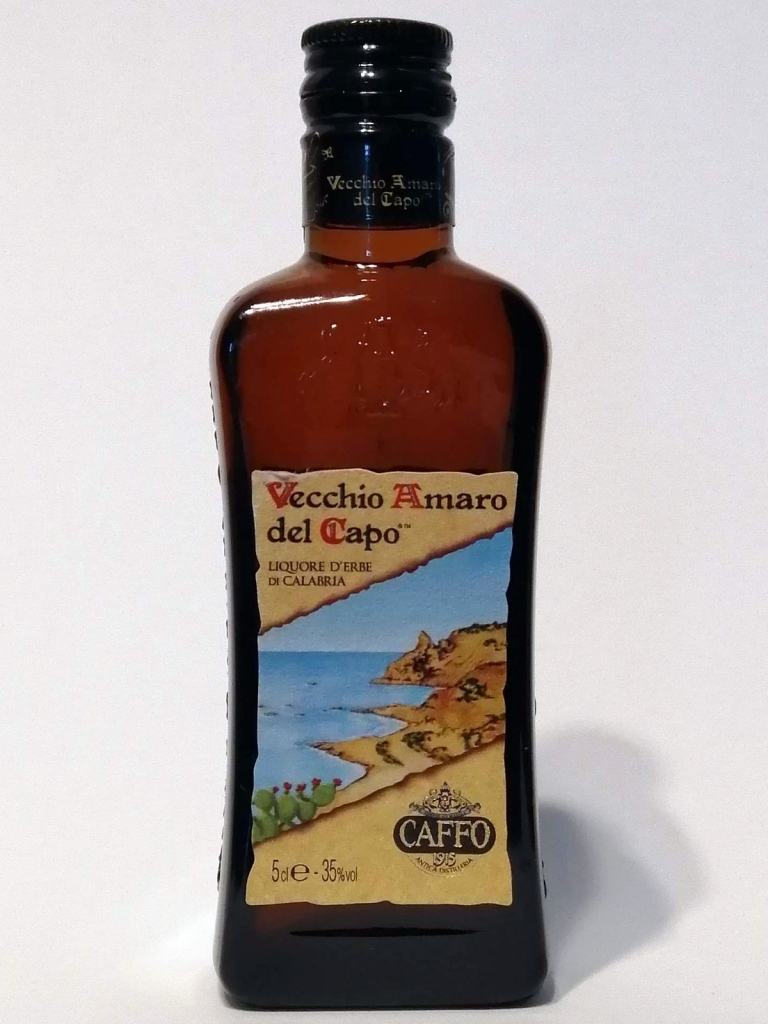 Vecchio Amaro
del Capo™
Vecchio Amaro
del Capo®™
LIQUORE D'ERBE
DI CALABRIA
CAFFO
1915
ANTICA DISTILLERIA
5cl ℮ - 35%vol